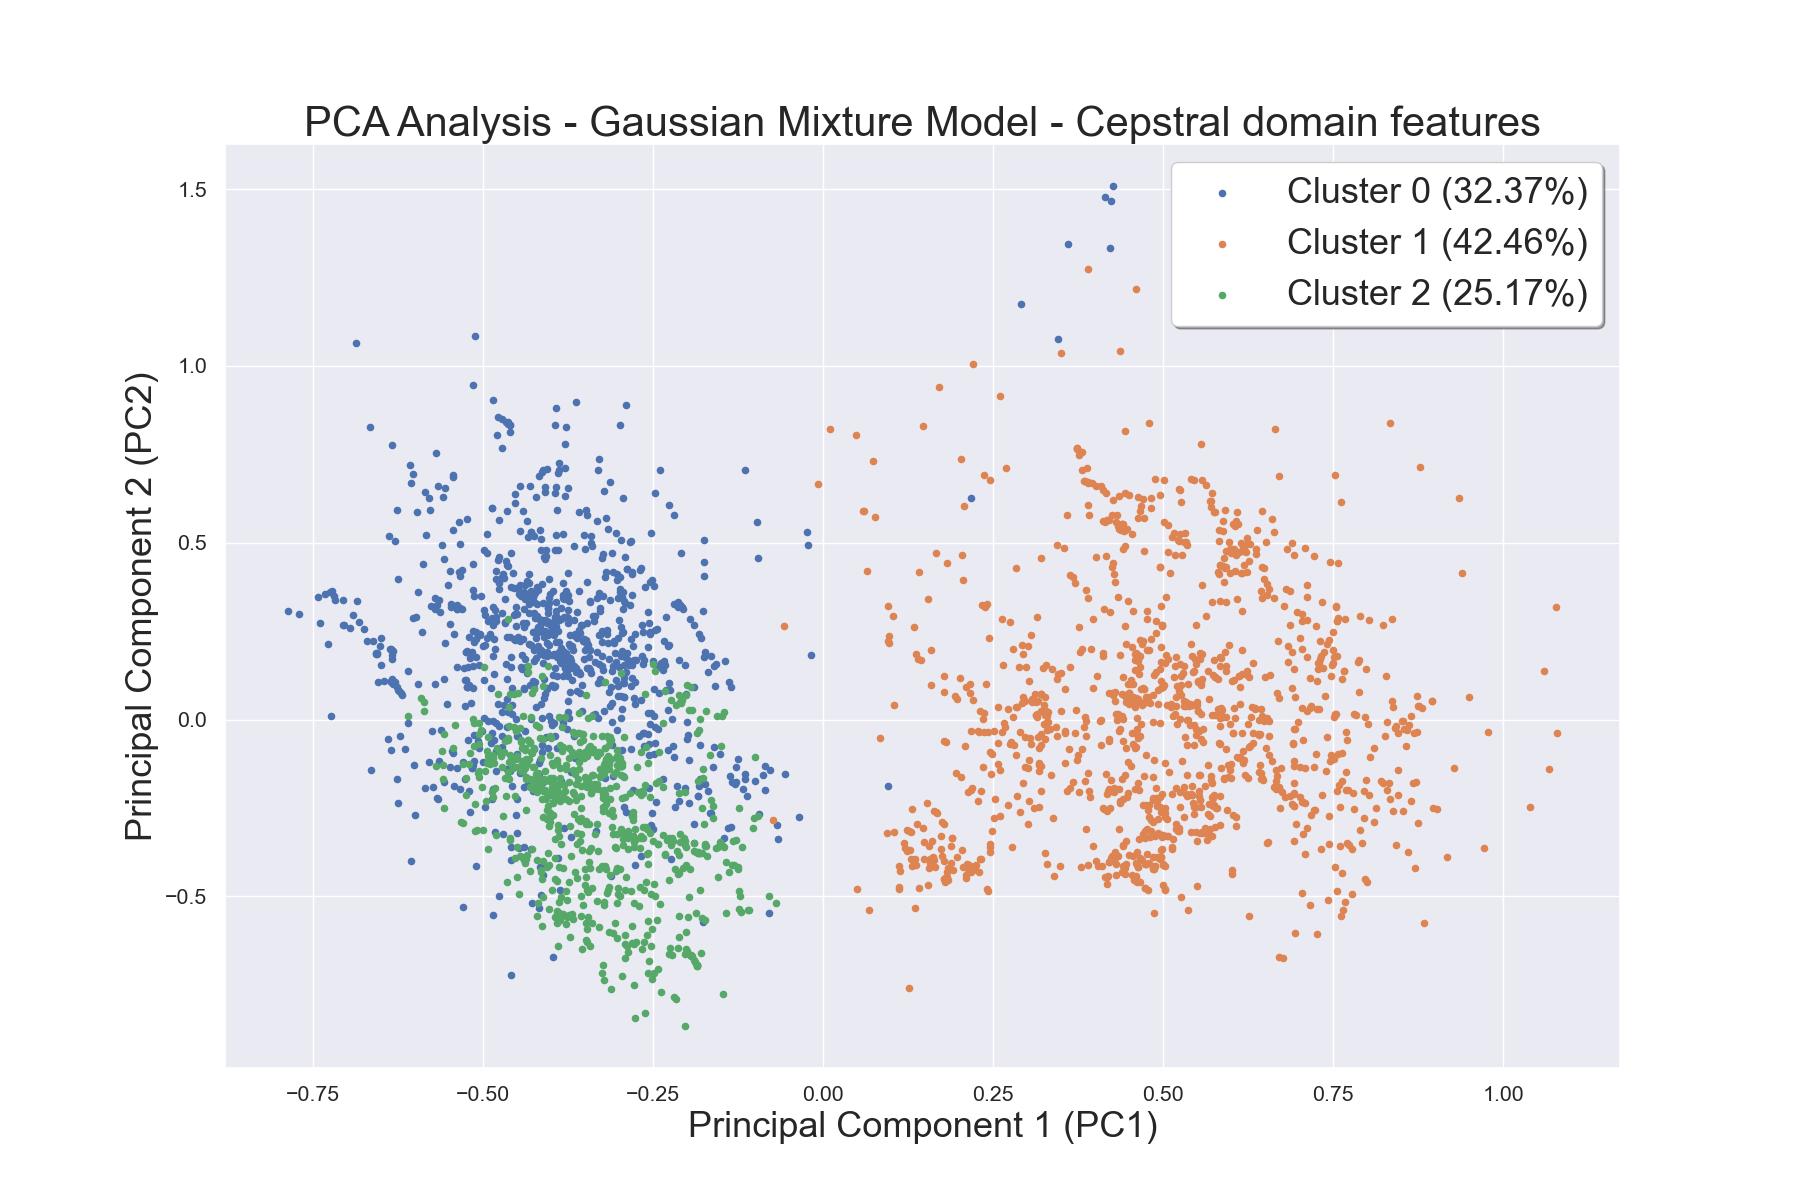 PCA Analysis - Gaussian Mixture Model - Cepstral domain features
Cluster 0 (32.37%)
Cluster 1 (42.46%)
Cluster 2 (25.17%)
Principal Component 2 (PC2)
1.5
1.0
0.5
0.0
−0.5
−0.75
−0.50
−0.25
0.00
0.25
0.50
0.75
1.00
Principal Component 1 (PC1)